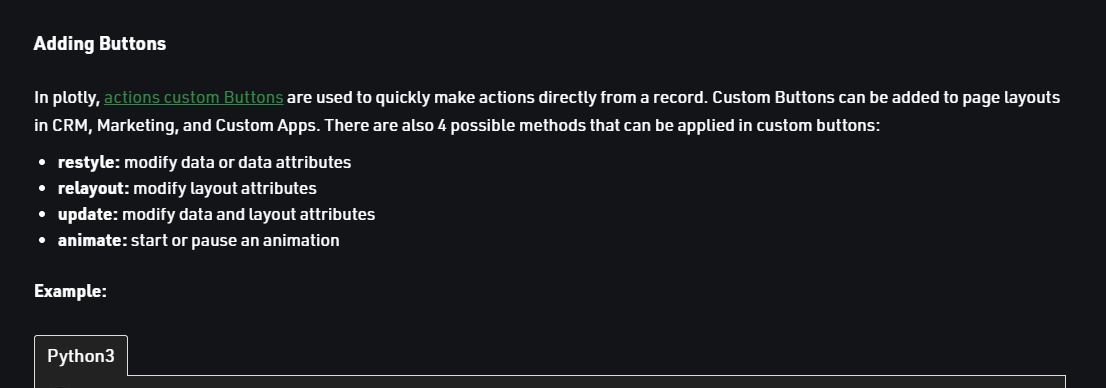 Adding Buttons
In plotly, actions custom Buttons are used to quickly make actions directly from a record. Custom Buttons can be added to page layouts
in CRM, Marketing, and Custom Apps. There are also 4 possible methods that can be applied in custom buttons:
• restyle: modify data or data attributes
• relayout: modify layout attributes
• update: modify data and layout attributes
• animate: start or pause an animation
Example:
Python3